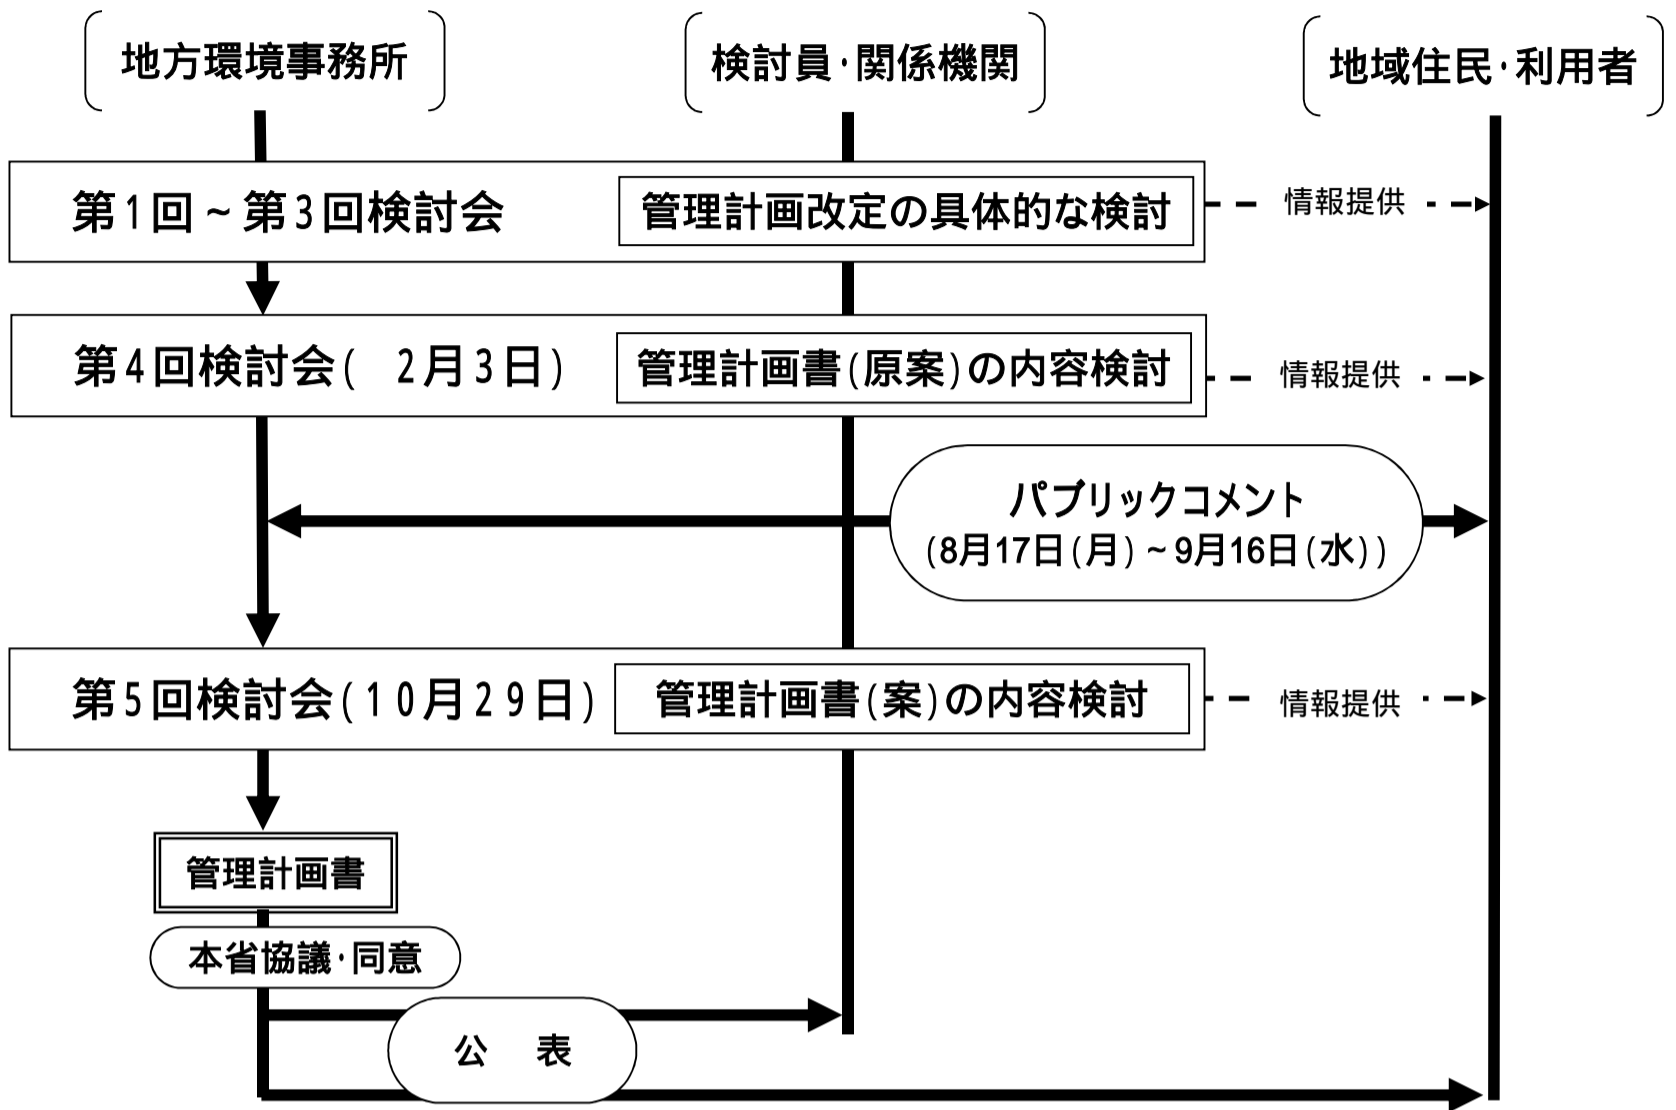 地方環境事務所
検討員・関係機関
地域住民・利用者
第1回～第3回検討会
管理計画改定の具体的な検討
情報提供
第4回検討会( 2月3日)
管理計画書(原案)の内容検討
情報提供
パブリックコメント
(8月17日(月)～9月16日(水))
第5回検討会(10月29日)
管理計画書(案)の内容検討
情報提供
管理計画書
本省協議・同意
公 表